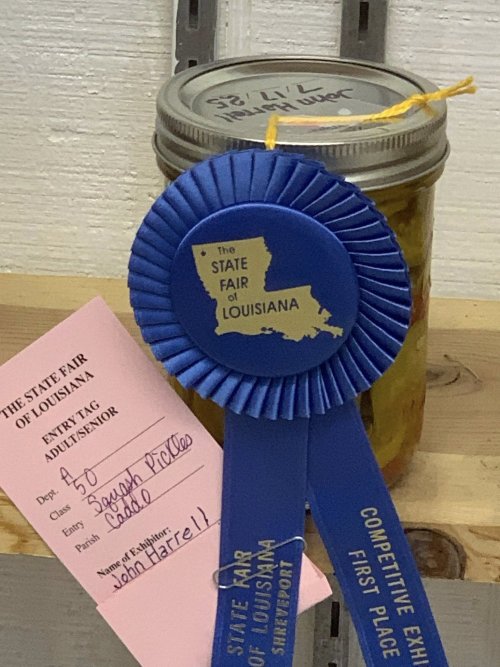 John Harrell
7/17/25
The
STATE
FAIR
of
LOUISIANA
THE STATE FAIR
OF LOUISIANA
ENTRY TAG
ADULT/SENIOR
Dept. A
Class 50
Entry Squash Pickles
Parish Caddo
Name of Exhibitor:
John Harrell
STATE FAIR
OF LOUISIANA
SHREVEPORT
COMPETITIVE EXH
FIRST PLACE